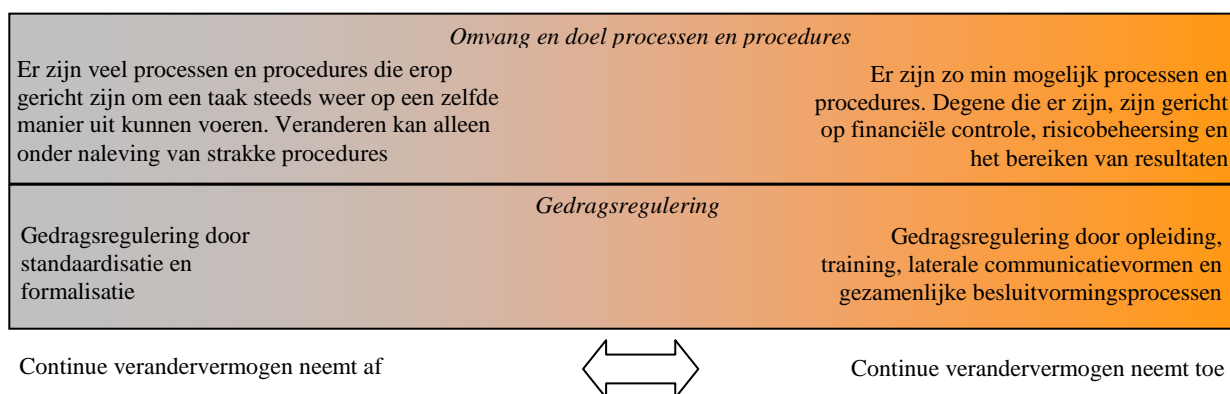 Omvang en doel processen en procedures
Er zijn veel processen en procedures die erop
gericht zijn om een taak steeds weer op een zelfde
manier uit kunnen voeren. Veranderen kan alleen
onder naleving van strakke procedures
Er zijn zo min mogelijk processen en
procedures. Degene die er zijn, zijn gericht
op financiële controle, risicobeheersing en
het bereiken van resultaten
Gedragsregulering
Gedragsregulering door
standaardisatie en
formalisatie
Gedragsregulering door opleiding,
training, laterale communicatievormen en
gezamenlijke besluitvormingsprocessen
Continue verandervermogen neemt af
Continue verandervermogen neemt toe